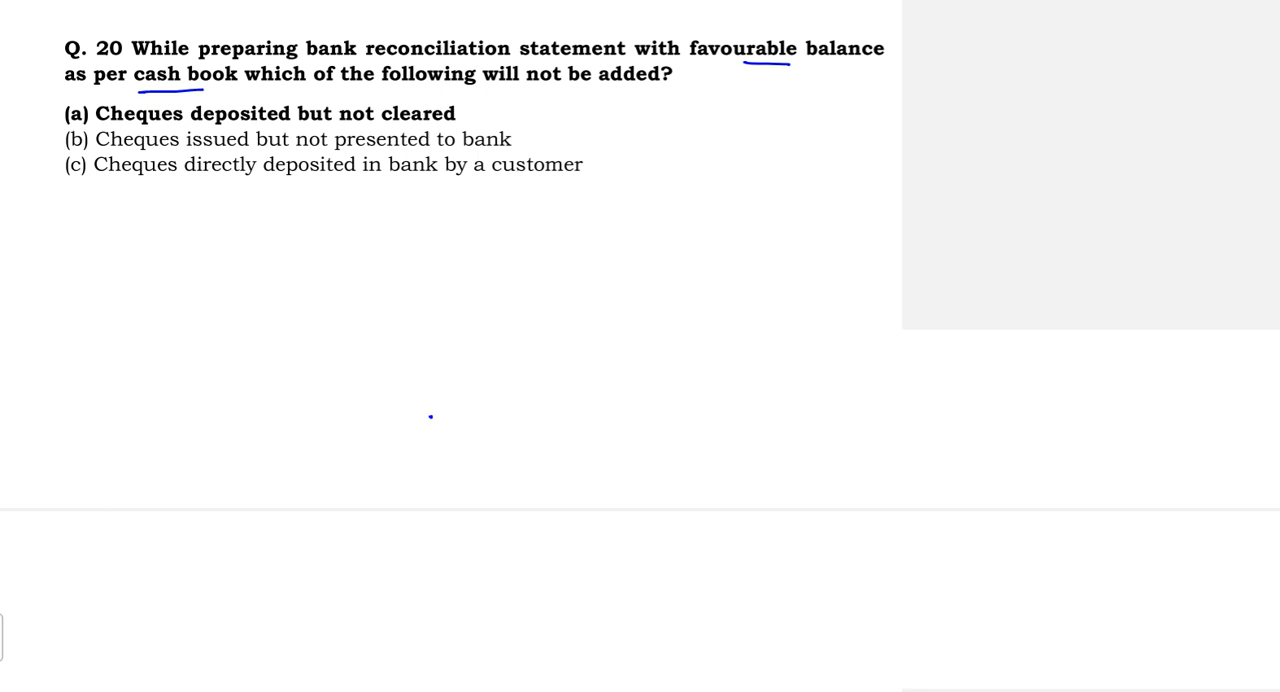 Q. 20 While preparing bank reconciliation statement with favourable balance
as per cash book which of the following will not be added?
(a) Cheques deposited but not cleared
(b) Cheques issued but not presented to bank
(c) Cheques directly deposited in bank by a customer